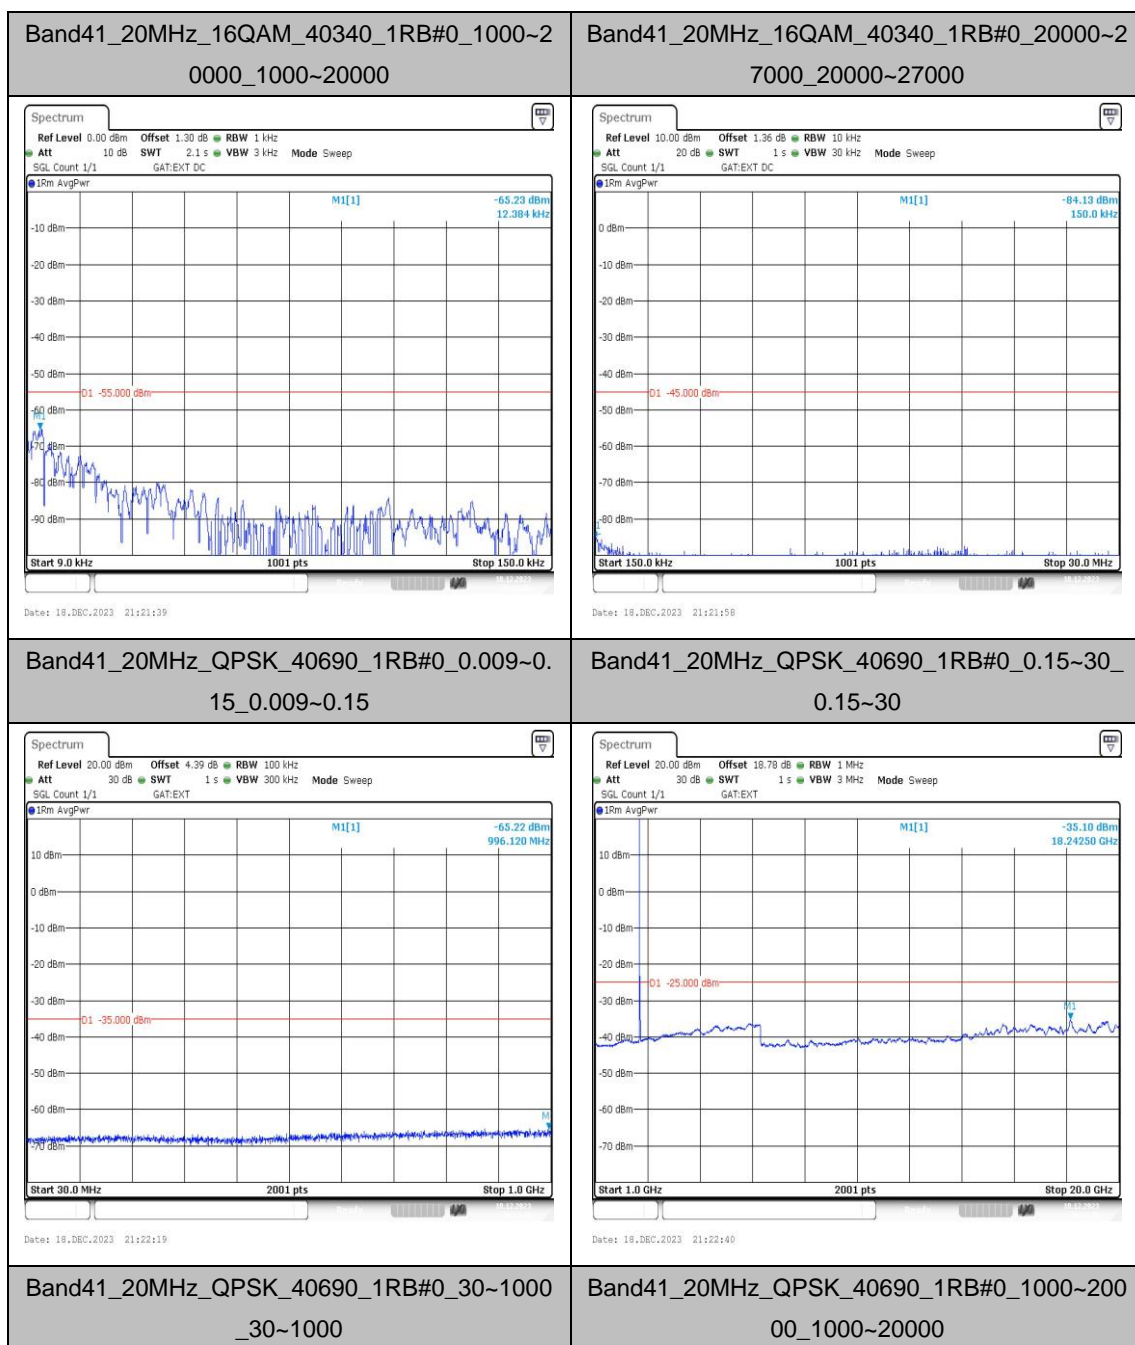 Band41_20MHz_16QAM_40340_1RB#0_1000~2
0000_1000~20000
Band41_20MHz_16QAM_40340_1RB#0_20000~2
7000_20000~27000
Spectrum
Ref Level 0.00 dBm Offset 1.30 dB RBW 1 kHz
Att 10 dB SWT 2.1 s VBW 3 kHz Mode Sweep
SGL Count 1/1 GAT:EXT DC
1Rm AvgPwr
M1[1] -65.23 dBm
12.384 kHz
-10 dBm
-20 dBm
-30 dBm
-40 dBm
-50 dBm
D1 -55.000 dBm
-60 dBm
M1
-70 dBm
-80 dBm
-90 dBm
Start 9.0 kHz 1001 pts Stop 150.0 kHz
Date: 18.DEC.2023 21:21:39
Spectrum
Ref Level 10.00 dBm Offset 1.36 dB RBW 10 kHz
Att 20 dB SWT 1 s VBW 30 kHz Mode Sweep
SGL Count 1/1 GAT:EXT DC
1Rm AvgPwr
M1[1] -84.13 dBm
150.0 kHz
0 dBm
-10 dBm
-20 dBm
-30 dBm
-40 dBm
D1 -45.000 dBm
-50 dBm
-60 dBm
-70 dBm
-80 dBm
Start 150.0 kHz 1001 pts Stop 30.0 MHz
Date: 18.DEC.2023 21:21:58
Band41_20MHz_QPSK_40690_1RB#0_0.009~0.
15_0.009~0.15
Band41_20MHz_QPSK_40690_1RB#0_0.15~30_
0.15~30
Spectrum
Ref Level 20.00 dBm Offset 4.39 dB RBW 100 kHz
Att 30 dB SWT 1 s VBW 300 kHz Mode Sweep
SGL Count 1/1 GAT:EXT
1Rm AvgPwr
M1[1] -65.22 dBm
996.120 MHz
10 dBm
0 dBm
-10 dBm
-20 dBm
-30 dBm
D1 -35.000 dBm
-40 dBm
-50 dBm
-60 dBm
M
-70 dBm
Start 30.0 MHz 2001 pts Stop 1.0 GHz
Date: 18.DEC.2023 21:22:19
Spectrum
Ref Level 20.00 dBm Offset 18.78 dB RBW 1 MHz
Att 30 dB SWT 1 s VBW 3 MHz Mode Sweep
SGL Count 1/1 GAT:EXT
1Rm AvgPwr
M1[1] -35.10 dBm
18.24250 GHz
10 dBm
0 dBm
-10 dBm
-20 dBm
D1 -25.000 dBm
-30 dBm
M1
-40 dBm
-50 dBm
-60 dBm
-70 dBm
Start 1.0 GHz 2001 pts Stop 20.0 GHz
Date: 18.DEC.2023 21:22:40
Band41_20MHz_QPSK_40690_1RB#0_30~1000
_30~1000
Band41_20MHz_QPSK_40690_1RB#0_1000~200
00_1000~20000